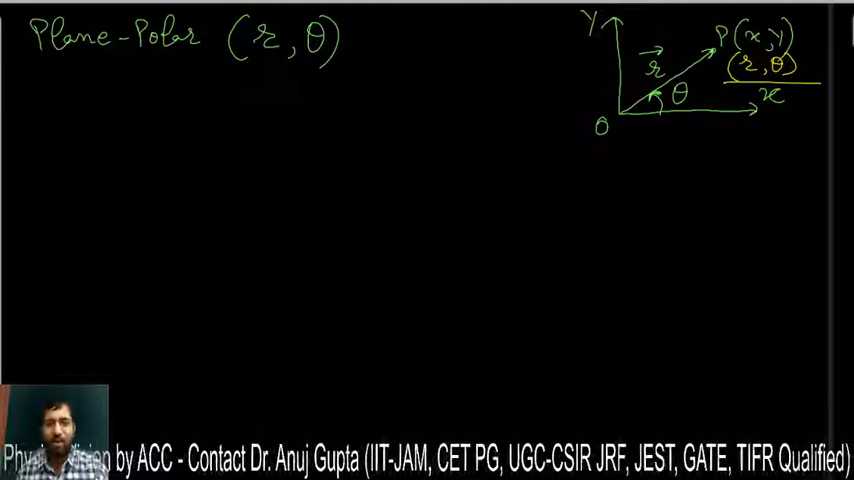 Plane-Polar (r, θ)
Y
P(x, y)
r
(r, θ)
θ
x
O
by ACC - Contact Dr. Anuj Gupta (IIT-JAM, CET PG, UGC-CSIR JRF, JEST, GATE, TIFR Qualified)